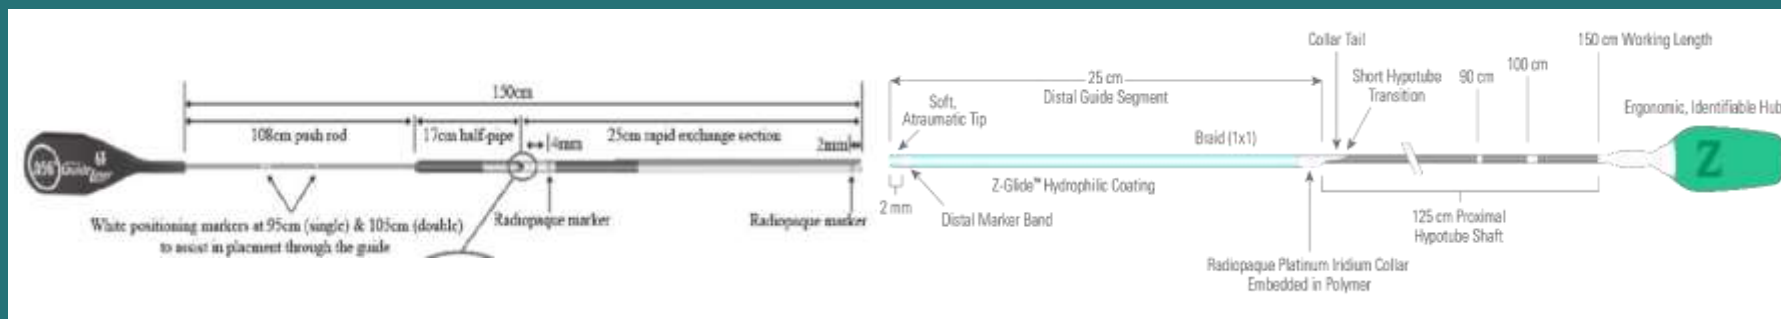 150cm
108cm push rod
17cm half-pipe
25cm rapid exchange section
4mm
2mm
056
Guide
White positioning markers at 95cm (single) & 105cm (double)
to assist in placment through the guide
Radiopaque marker
Radiopaque marker
Collar Tail
150 cm Working Length
25 cm
Distal Guide Segment
Short Hypotube
Transition
90 cm
100 cm
Soft,
Atraumatic Tip
Ergonomic, Identifiable Hub
Braid (1x1)
Z
Z-Glide™ Hydrophilic Coating
2 mm
Distal Marker Band
125 cm Proximal
Hypotube Shaft
Radiopaque Platinum Iridium Collar
Embedded in Polymer